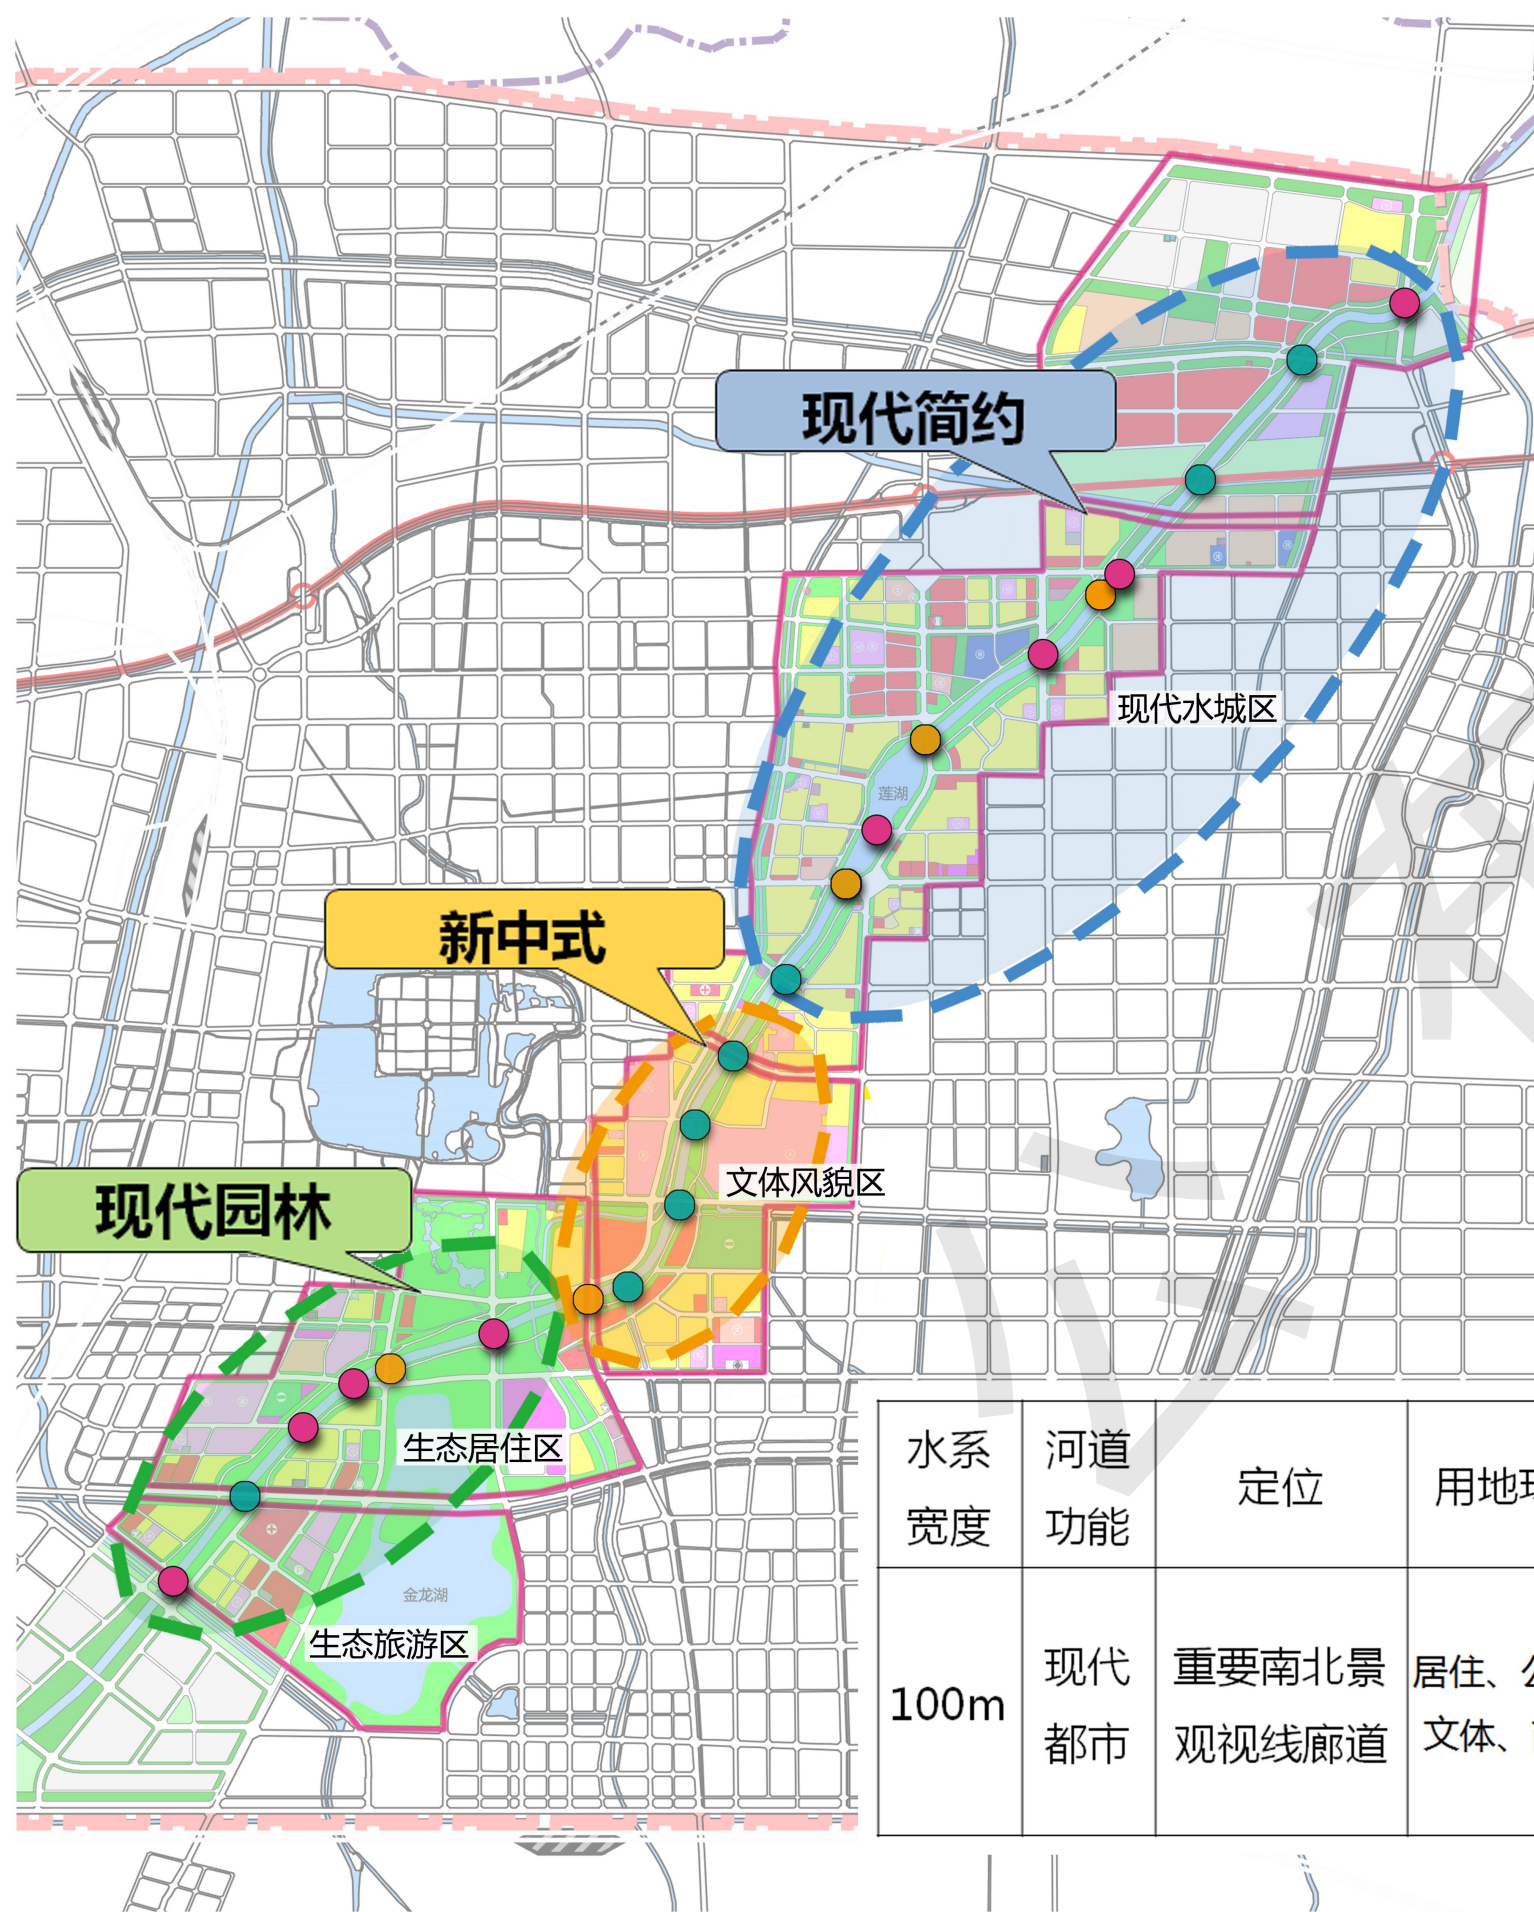 现代简约
现代水城区
莲湖
新中式
文体风貌区
现代园林
生态居住区
金龙湖
生态旅游区
水系
宽度
河道
功能
定位
用地
100m
现代
都市
重要南北景
观视线廊道
居住、
文体、